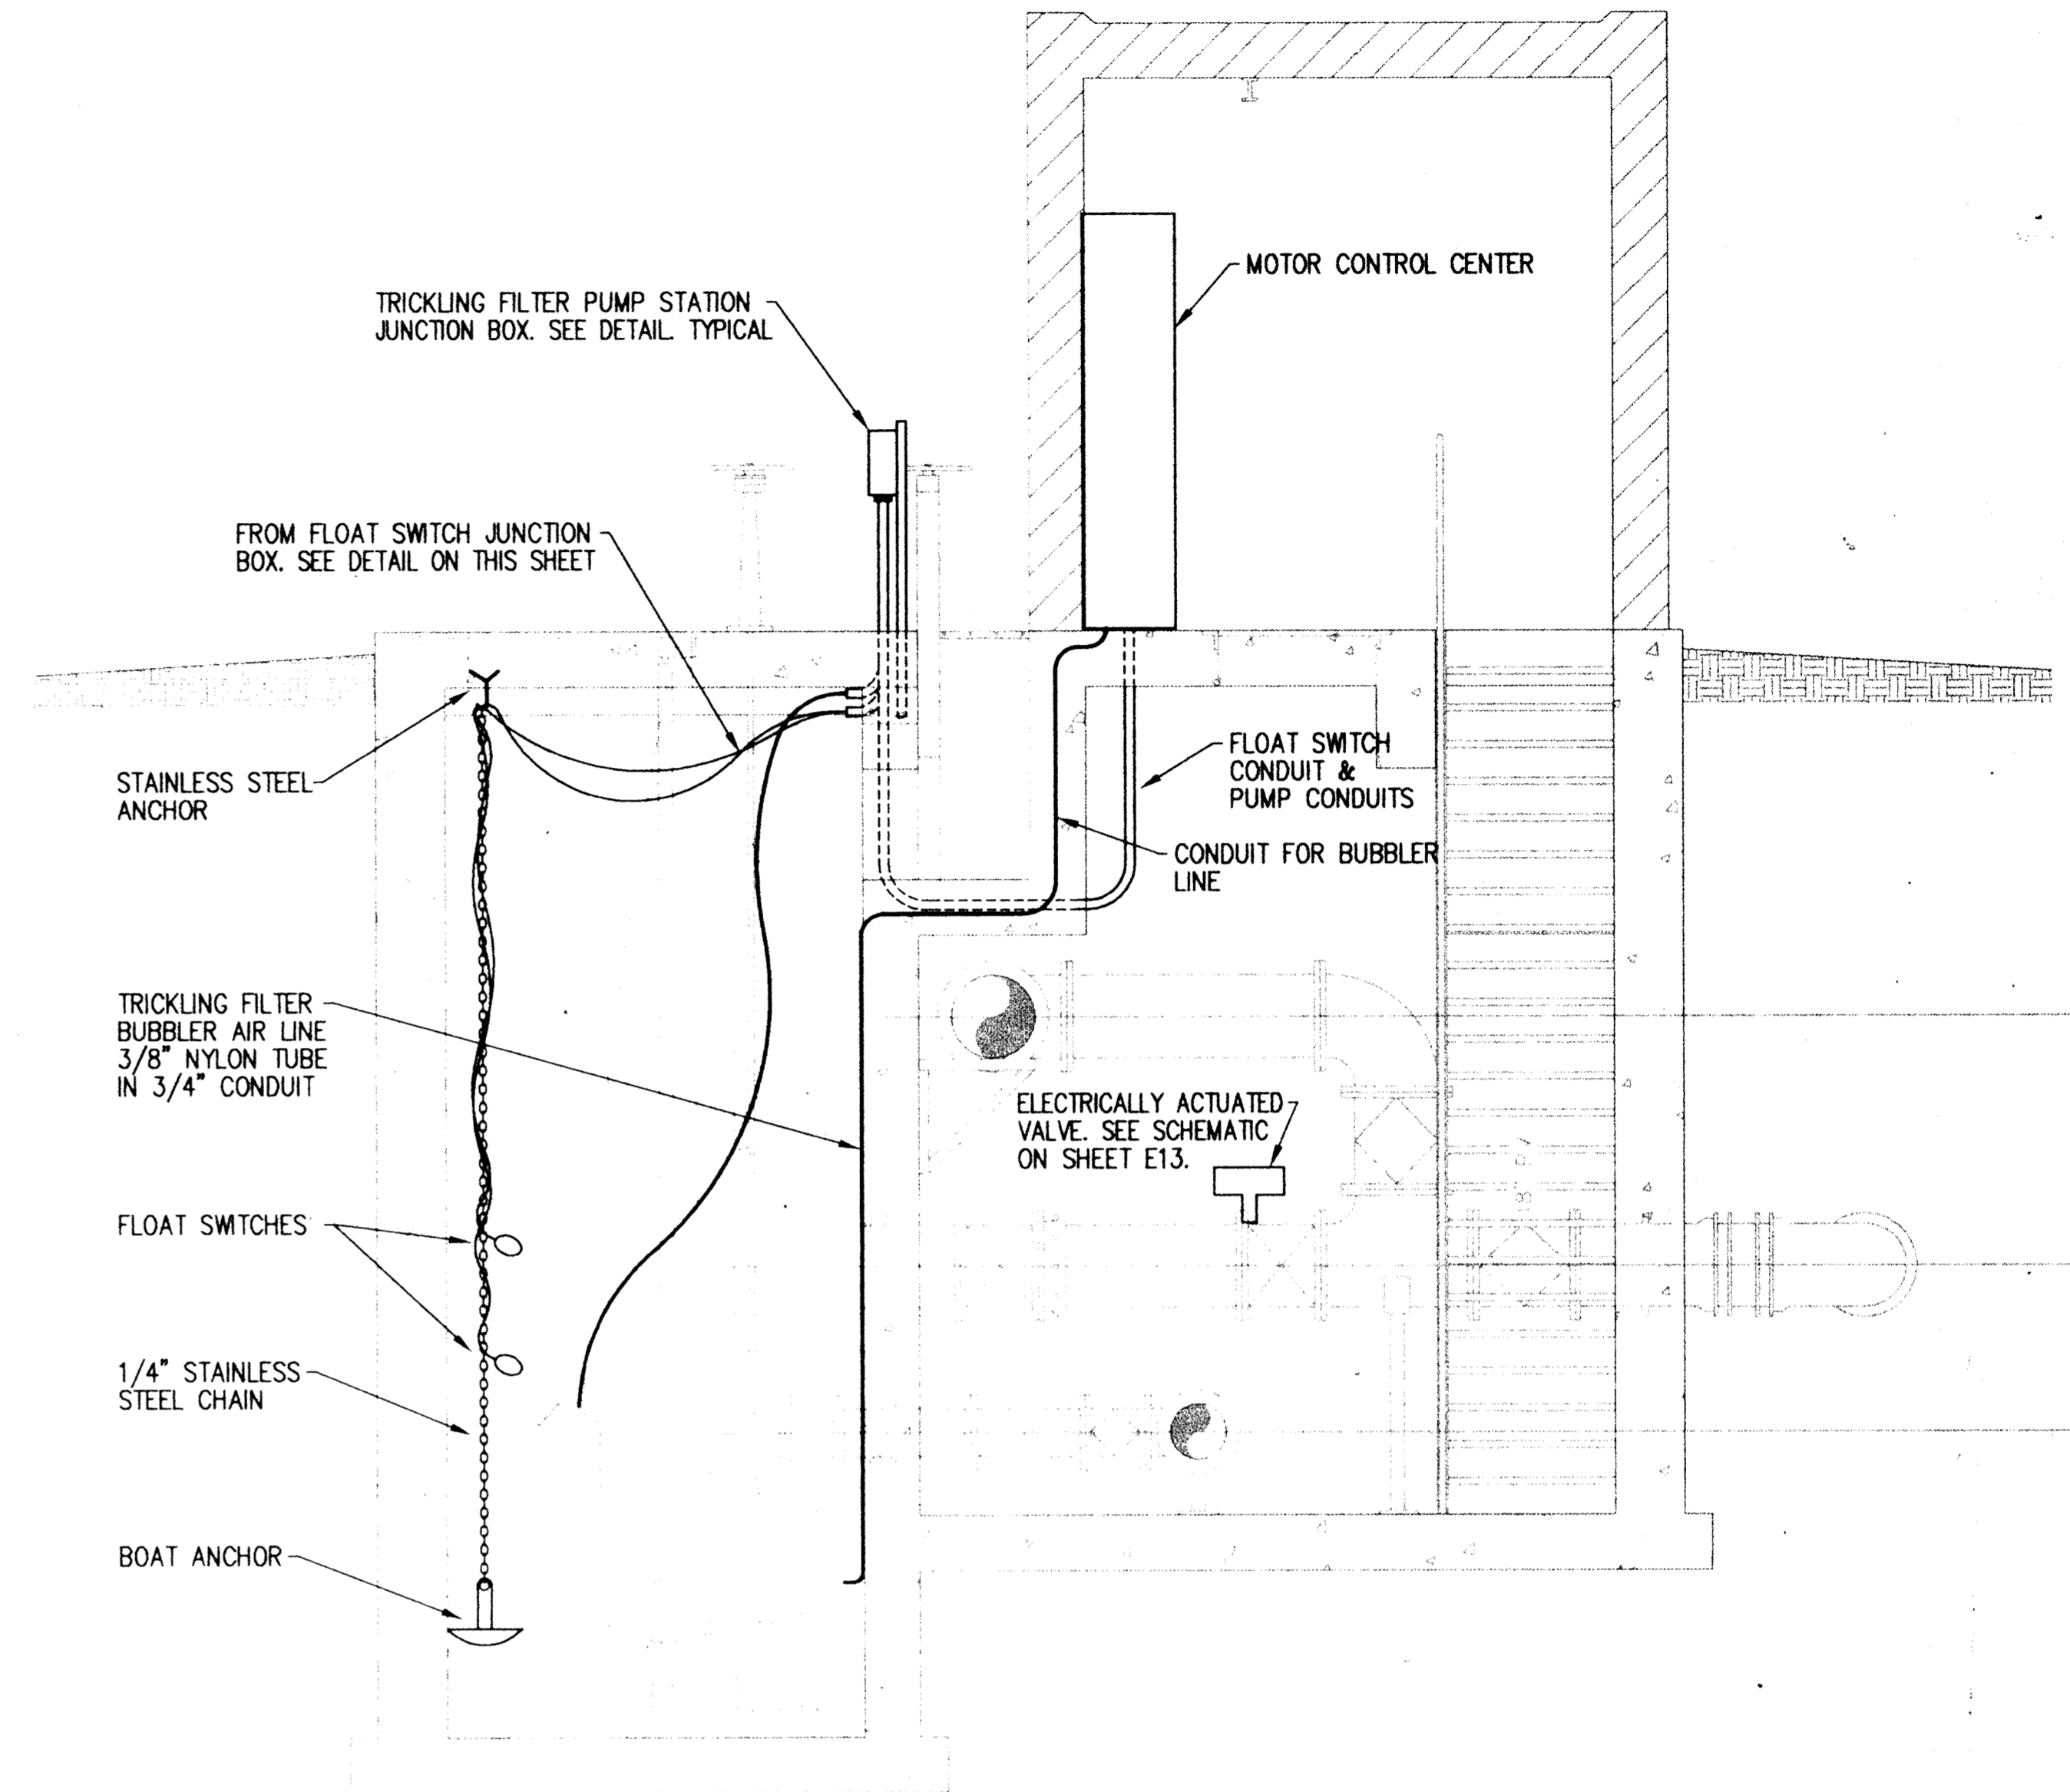 MOTOR CONTROL CENTER
TRICKLING FILTER PUMP STATION
JUNCTION BOX. SEE DETAIL. TYPICAL
FROM FLOAT SWITCH JUNCTION
BOX. SEE DETAIL ON THIS SHEET
STAINLESS STEEL
ANCHOR
FLOAT SWITCH
CONDUIT &
PUMP CONDUITS
CONDUIT FOR BUBBLER
LINE
TRICKLING FILTER
BUBBLER AIR LINE
3/8" NYLON TUBE
IN 3/4" CONDUIT
ELECTRICALLY ACTUATED
VALVE. SEE SCHEMATIC
ON SHEET E13.
FLOAT SWITCHES
1/4" STAINLESS
STEEL CHAIN
BOAT ANCHOR